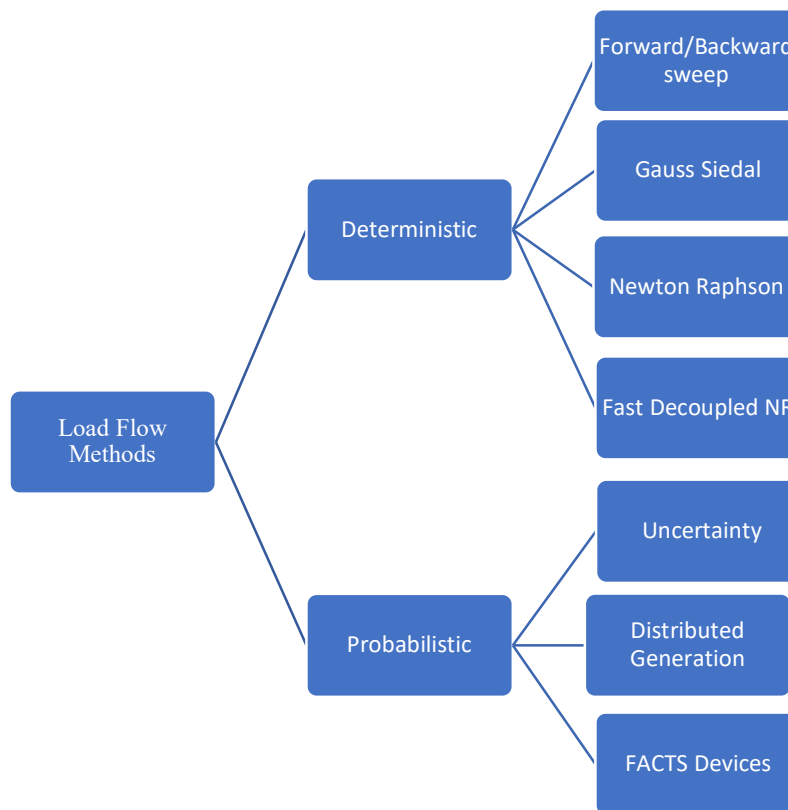 Forward/Backward
sweep
Gauss Siedal
Deterministic
Newton Raphson
Fast Decoupled NR
Load Flow
Methods
Uncertainty
Probabilistic
Distributed
Generation
FACTS Devices